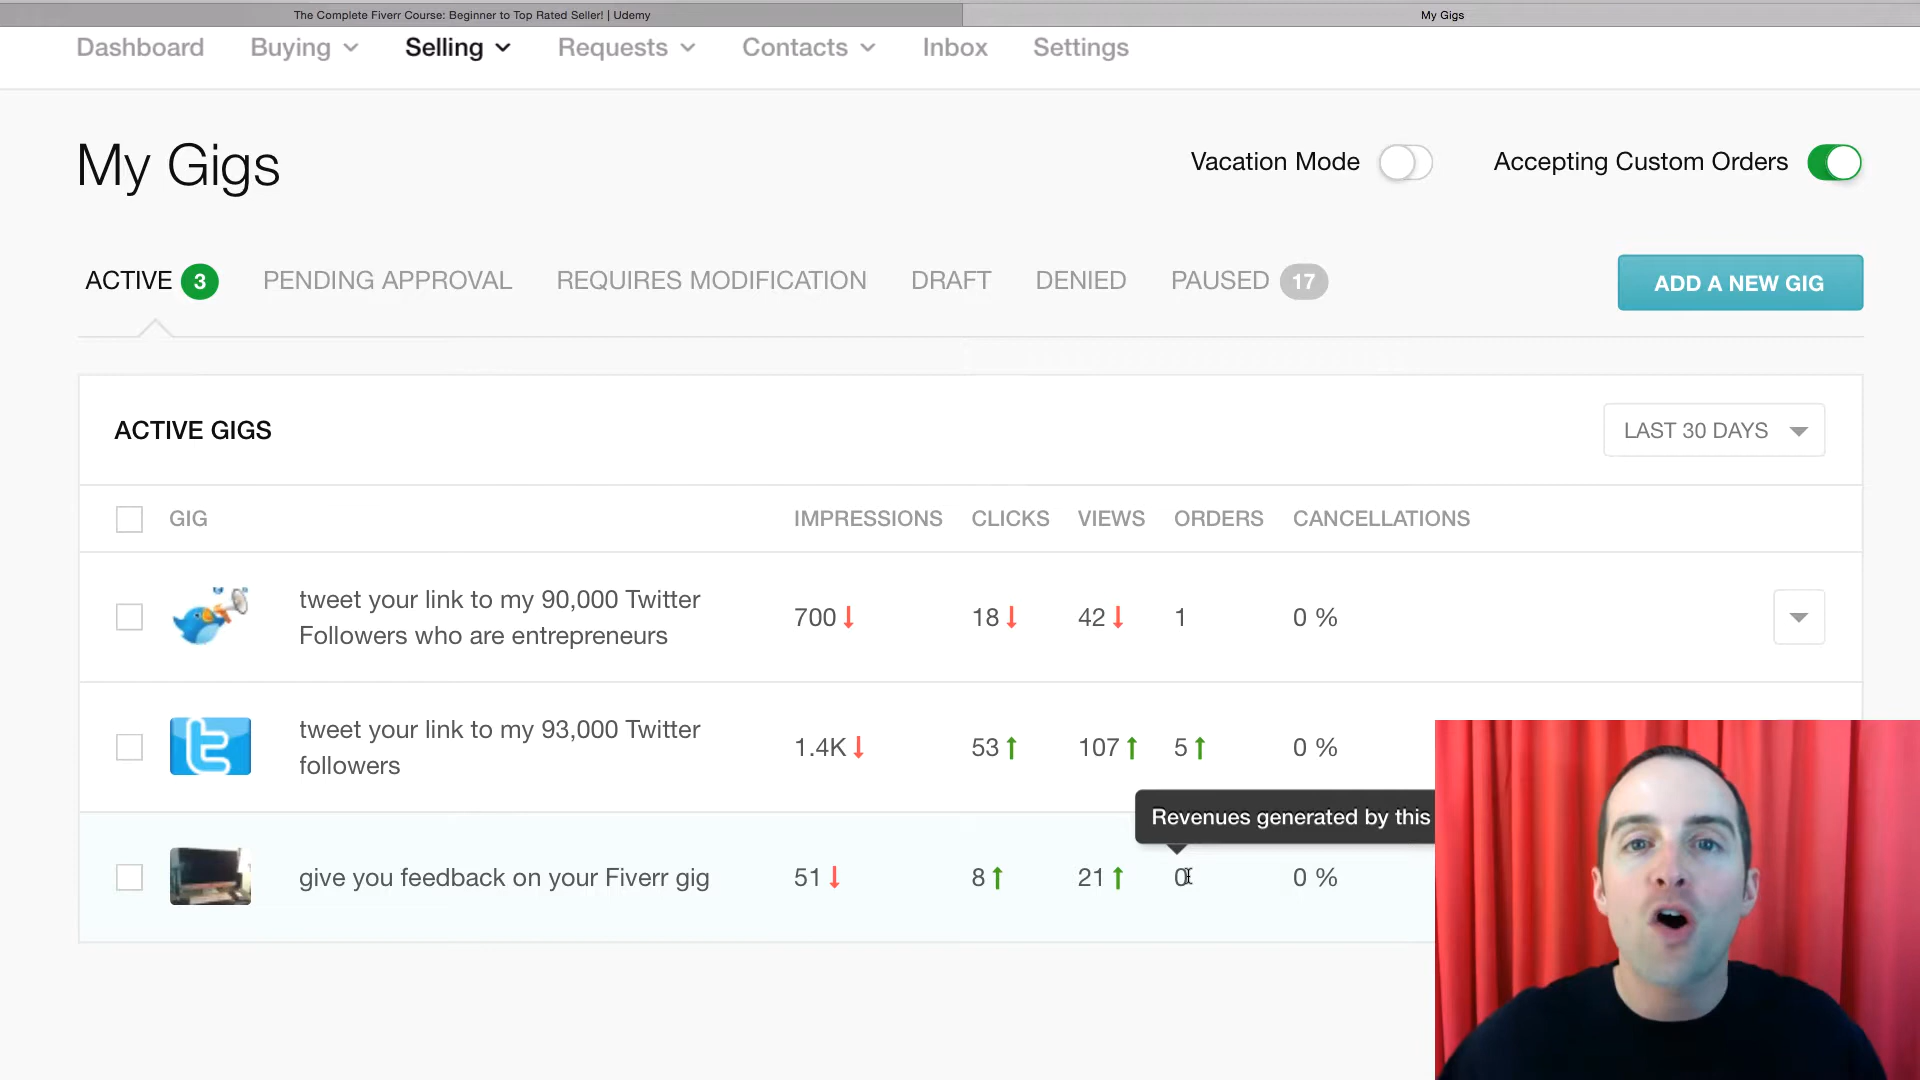 The Complete Fiverr Course: Beginner to Top Rated Seller! | Udemy
My Gigs
Dashboard Buying Selling Requests Contacts Inbox Settings
My Gigs
Vacation Mode
Accepting Custom Orders
ACTIVE 3 PENDING APPROVAL REQUIRES MODIFICATION DRAFT DENIED PAUSED 17
ADD A NEW GIG
ACTIVE GIGS
LAST 30 DAYS
GIG IMPRESSIONS CLICKS VIEWS ORDERS CANCELLATIONS
tweet your link to my 90,000 Twitter
Followers who are entrepreneurs
700 18 42 1 0 %
tweet your link to my 93,000 Twitter
followers
1.4K 53 107 5 0 %
Revenues generated by this
give you feedback on your Fiverr gig
51 8 21 0 0 %